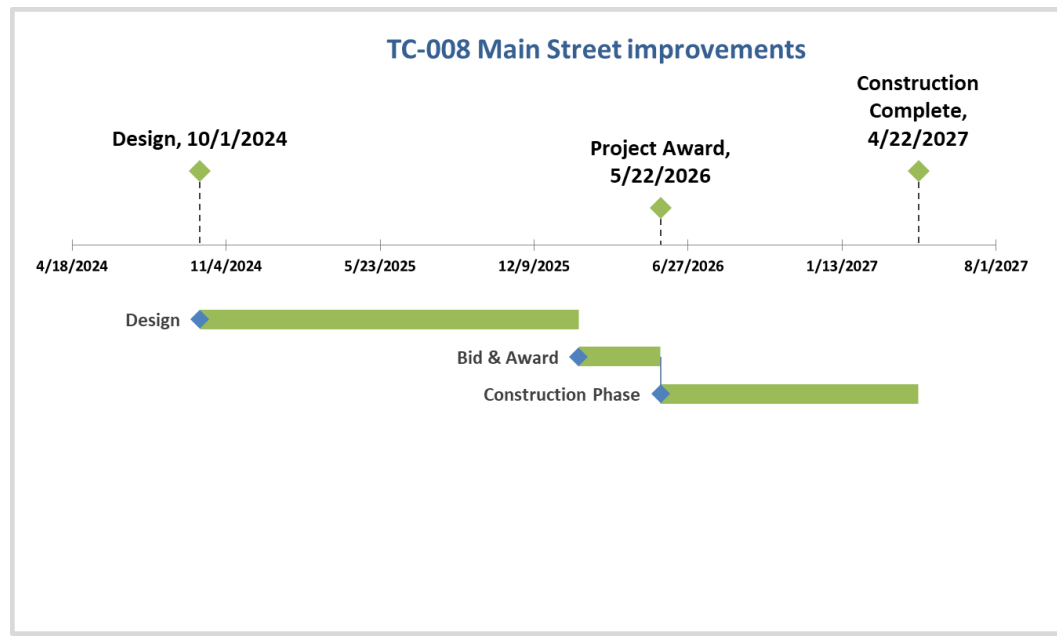 TC-008 Main Street improvements
Construction
Complete,
4/22/2027
Design, 10/1/2024
Project Award,
5/22/2026
4/18/2024
11/4/2024
5/23/2025
12/9/2025
6/27/2026
1/13/2027
8/1/2027
Design
Bid & Award
Construction Phase